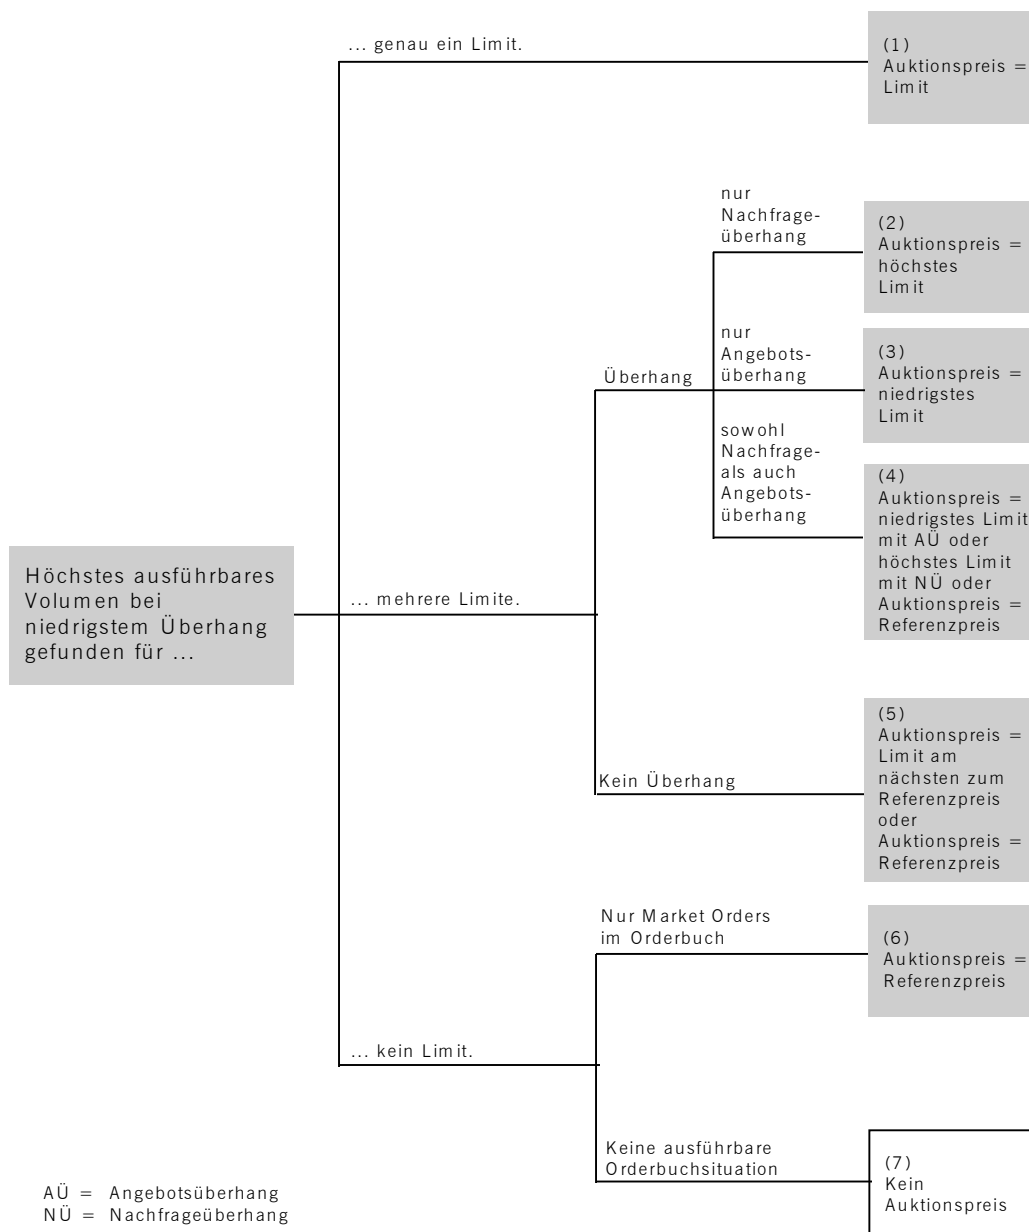 ... genau ein Limit.
(1)
Auktionspreis =
Limit
nur
Nachfrage-
überhang
(2)
Auktionspreis =
höchstes
Limit
nur
Angebots-
überhang
(3)
Auktionspreis =
niedrigstes
Limit
Überhang
sowohl
Nachfrage-
als auch
Angebots-
überhang
(4)
Auktionspreis =
niedrigstes Limit
mit AÜ oder
höchstes Limit
mit NÜ oder
Auktionspreis =
Referenzpreis
Höchstes ausführbares
Volumen bei
niedrigstem Überhang
gefunden für ...
... mehrere Limite.
Kein Überhang
(5)
Auktionspreis =
Limit am
nächsten zum
Referenzpreis
oder
Auktionspreis =
Referenzpreis
Nur Market Orders
im Orderbuch
(6)
Auktionspreis =
Referenzpreis
... kein Limit.
Keine ausführbare
Orderbuchsituation
(7)
Kein
Auktionspreis
AÜ = Angebotsüberhang
NÜ = Nachfrageüberhang